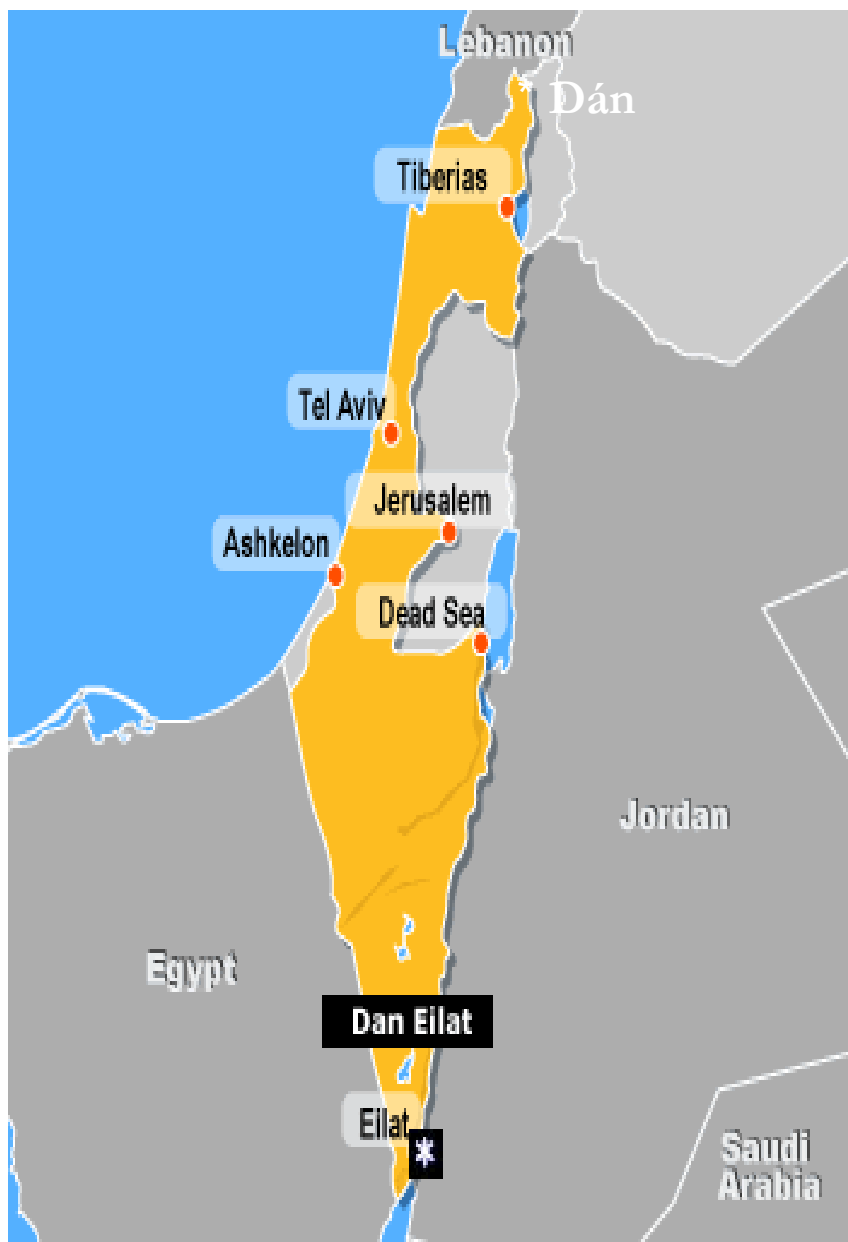 Lebanon
* Dán
Tiberias
Tel Aviv
Jerusalem
Ashkelon
Dead Sea
Jordan
Egypt
Dan Eilat
Eilat
*
Saudi
Arabia